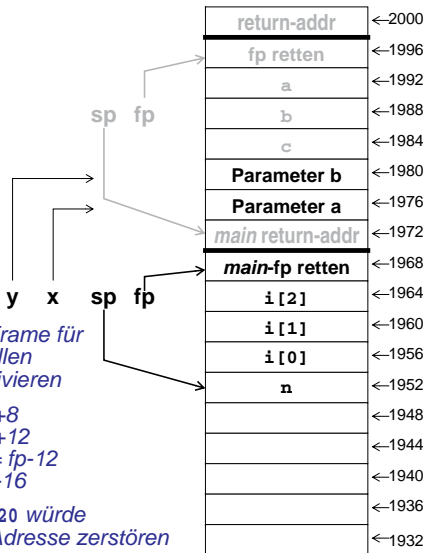 return-addr
2000
fp retten
1996
a
1992
sp fp
b
1988
c
1984
Parameter b
1980
Parameter a
1976
main return-addr
1972
main-fp retten
1968
y x sp fp
i[2]
1964
i[1]
1960
i[0]
1956
n
1952
1948
1944
1940
1936
1932
rame für
llen
ivieren
+8
+12
= fp-12
-16
20 würde
Adresse zerstören